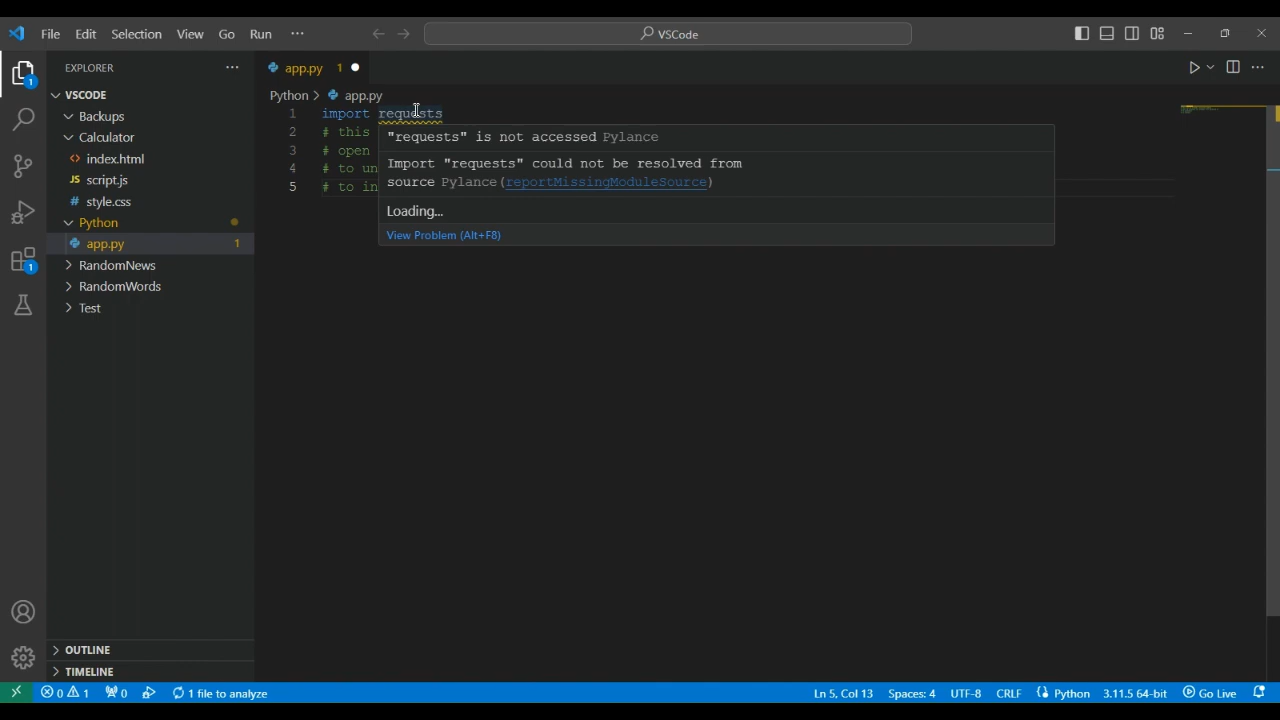 File Edit Selection View Go Run ··· VSCode
EXPLORER ···
app.py 1
VSCODE
Python > app.py
Backups
Calculator
index.html
JS script.js
# style.css
Python
app.py 1
RandomNews
RandomWords
Test
1 import requests
2 # this
3 # open
4 # to un
5 # to in
"requests" is not accessed Pylance
Import "requests" could not be resolved from
source Pylance(reportMissingModuleSource)
Loading...
View Problem (Alt+F8)
1
1
OUTLINE
TIMELINE
0 1 0 1 file to analyze Ln 5, Col 13 Spaces: 4 UTF-8 CRLF Python 3.11.5 64-bit Go Live